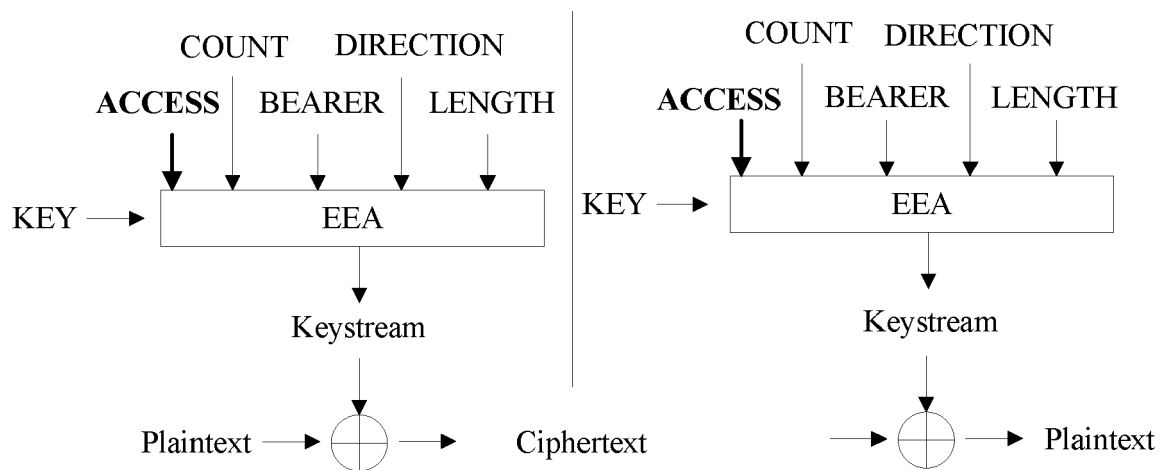 COUNT DIRECTION
ACCESS BEARER LENGTH
KEY EEA
Keystream
Plaintext Ciphertext
COUNT DIRECTION
ACCESS BEARER LENGTH
KEY EEA
Keystream
Plaintext